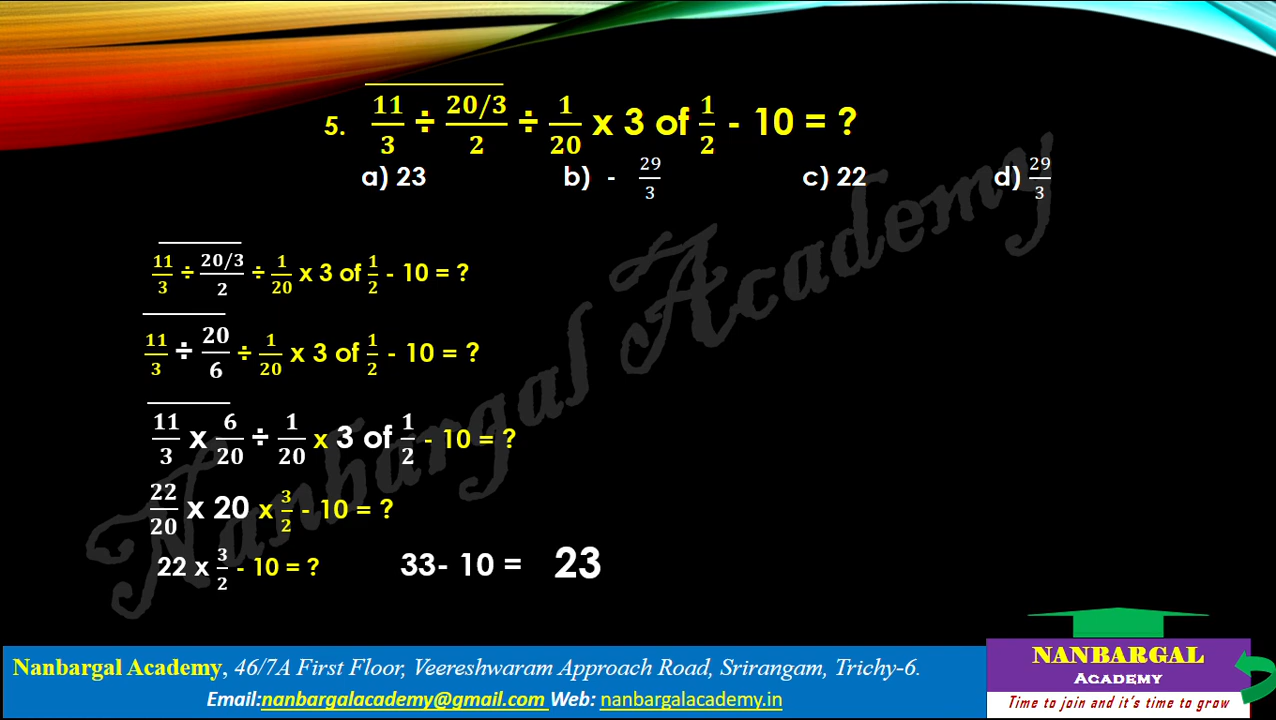 5. 11/3 ÷ (20/3)/2 ÷ 1/20 x 3 of 1/2 - 10 = ?
a) 23 b) - 29/3 c) 22 d) 29/3
11/3 ÷ (20/3)/2 ÷ 1/20 x 3 of 1/2 - 10 = ?
11/3 ÷ 20/6 ÷ 1/20 x 3 of 1/2 - 10 = ?
11/3 x 6/20 ÷ 1/20 x 3 of 1/2 - 10 = ?
22/20 x 20 x 3/2 - 10 = ?
22 x 3/2 - 10 = ? 33- 10 = 23
Nanbargal Academy
Nanbargal Academy, 46/7A First Floor, Veereshwaram Approach Road, Srirangam, Trichy-6.
Email:nanbargalacademy@gmail.com Web: nanbargalacademy.in
NANBARGAL
ACADEMY
Time to join and it's time to grow